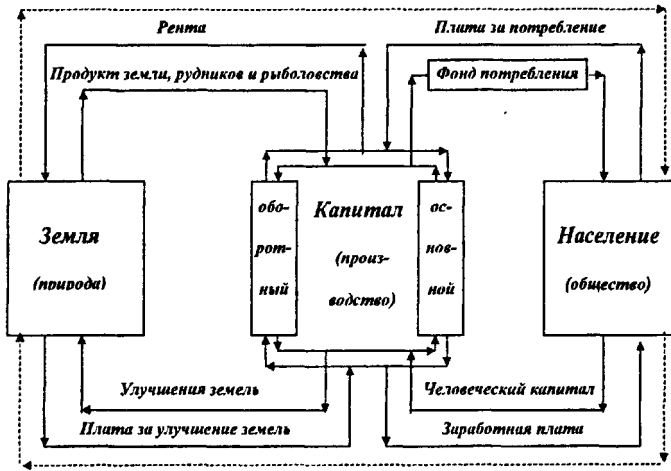 Рента
Плата за потребление
Продукт земли, рудников и рыболовства
Фонд потребления
Земля
(природа)
обо-
рот-
ный
Капитал
(произ-
водство)
ос-
нов-
ной
Население
(общество)
Улучшения земель
Человеческий капитал
Плата за улучшение земель
Заработная плата